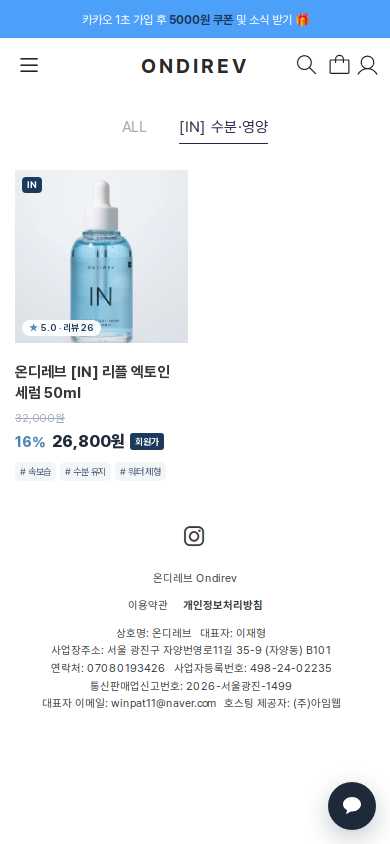 카카오 1초 가입 후 5000원 쿠폰 및 소식 받기 🎁
ONDIREV
ALL [IN] 수분·영양
IN
ONDIREV
IN
★ 5.0 · 리뷰 26
온디레브 [IN] 리플 엑토인
세럼 50ml
32,000원
16% 26,800원 회원가
# 속보습 # 수분 유지 # 워터 제형
온디레브 Ondirev
이용약관 개인정보처리방침
상호명: 온디레브 대표자: 이재형
사업장주소: 서울 광진구 자양번영로11길 35-9 (자양동) B101
연락처: 07080193426 사업자등록번호: 498-24-02235
통신판매업신고번호: 2026-서울광진-1499
대표자 이메일: winpat11@naver.com 호스팅 제공자: (주)아임웹